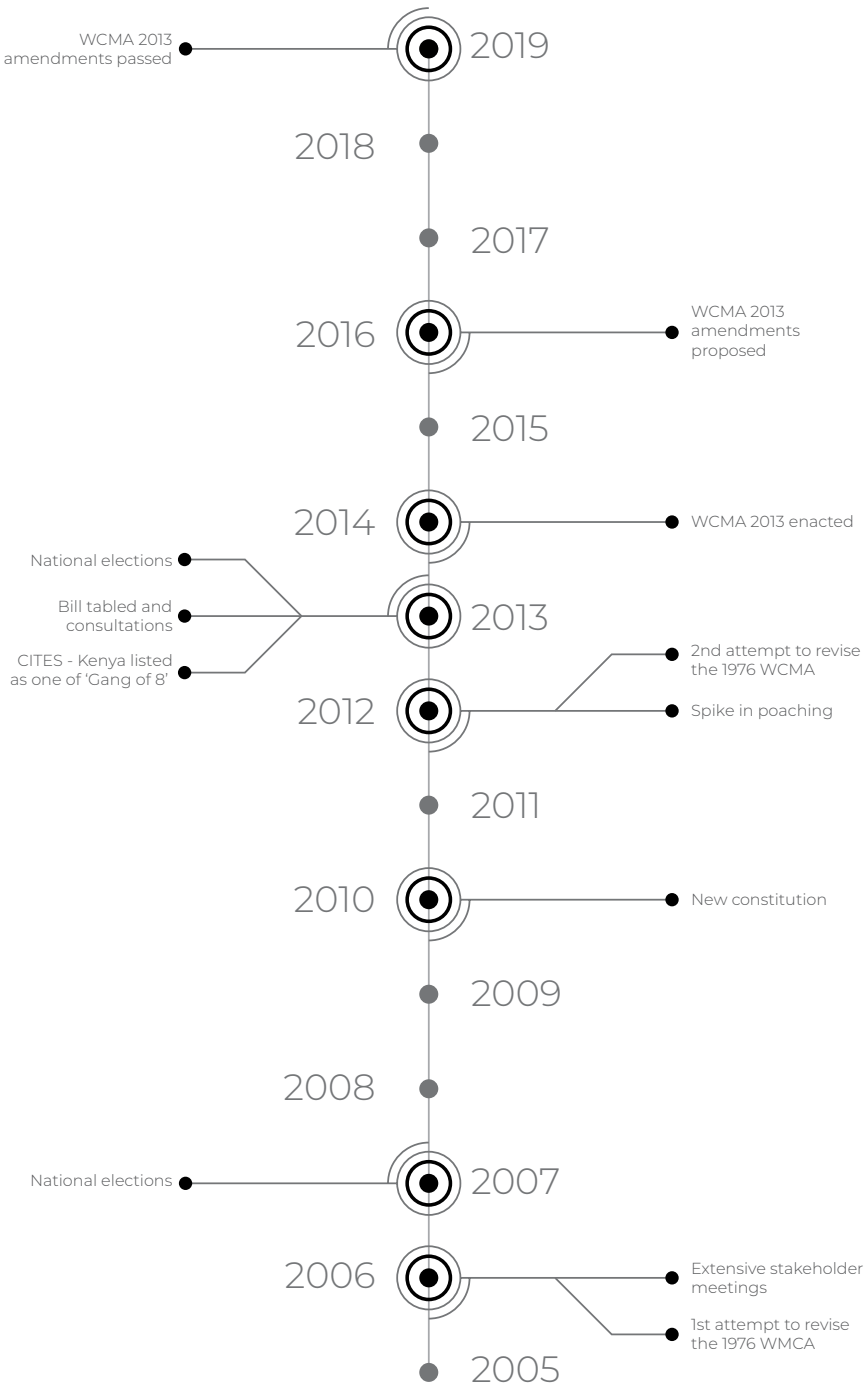 WCMA 2013
amendments passed
2019
2018
2017
2016
WCMA 2013
amendments
proposed
2015
2014
WCMA 2013 enacted
National elections
Bill tabled and
consultations
CITES - Kenya listed
as one of ‘Gang of 8’
2013
2nd attempt to revise
the 1976 WCMA
2012
Spike in poaching
2011
2010
New constitution
2009
2008
National elections
2007
2006
Extensive stakeholder
meetings
1st attempt to revise
the 1976 WMCA
2005